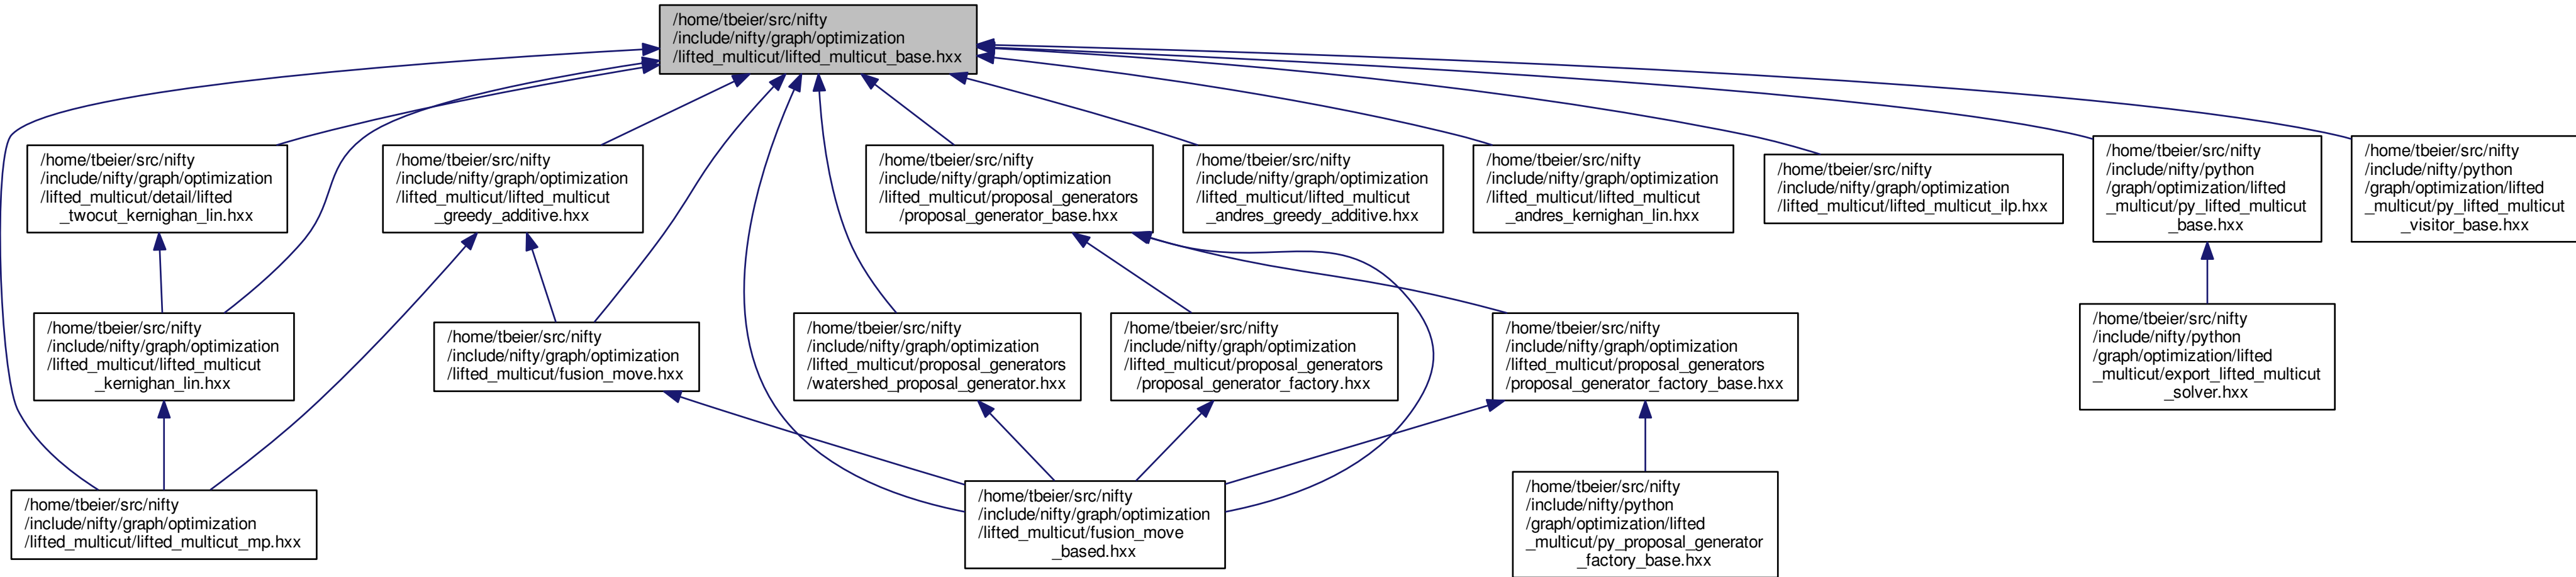 /home/tbeier/src/nifty
/include/nifty/graph/optimization
/lifted_multicut/lifted_multicut_base.hxx
/home/tbeier/src/nifty
/include/nifty/graph/optimization
/lifted_multicut/detail/lifted
_twocut_kernighan_lin.hxx
/home/tbeier/src/nifty
/include/nifty/graph/optimization
/lifted_multicut/lifted_multicut
_greedy_additive.hxx
/home/tbeier/src/nifty
/include/nifty/graph/optimization
/lifted_multicut/proposal_generators
/proposal_generator_base.hxx
/home/tbeier/src/nifty
/include/nifty/graph/optimization
/lifted_multicut/lifted_multicut
_andres_greedy_additive.hxx
/home/tbeier/src/nifty
/include/nifty/graph/optimization
/lifted_multicut/lifted_multicut
_andres_kernighan_lin.hxx
/home/tbeier/src/nifty
/include/nifty/graph/optimization
/lifted_multicut/lifted_multicut_ilp.hxx
/home/tbeier/src/nifty
/include/nifty/python
/graph/optimization/lifted
_multicut/py_lifted_multicut
_base.hxx
/home/tbeier/src/nifty
/include/nifty/python
/graph/optimization/lifted
_multicut/py_lifted_multicut
_visitor_base.hxx
/home/tbeier/src/nifty
/include/nifty/graph/optimization
/lifted_multicut/lifted_multicut
_kernighan_lin.hxx
/home/tbeier/src/nifty
/include/nifty/graph/optimization
/lifted_multicut/fusion_move.hxx
/home/tbeier/src/nifty
/include/nifty/graph/optimization
/lifted_multicut/proposal_generators
/watershed_proposal_generator.hxx
/home/tbeier/src/nifty
/include/nifty/graph/optimization
/lifted_multicut/proposal_generators
/proposal_generator_factory.hxx
/home/tbeier/src/nifty
/include/nifty/graph/optimization
/lifted_multicut/proposal_generators
/proposal_generator_factory_base.hxx
/home/tbeier/src/nifty
/include/nifty/python
/graph/optimization/lifted
_multicut/export_lifted_multicut
_solver.hxx
/home/tbeier/src/nifty
/include/nifty/graph/optimization
/lifted_multicut/lifted_multicut_mp.hxx
/home/tbeier/src/nifty
/include/nifty/graph/optimization
/lifted_multicut/fusion_move
_based.hxx
/home/tbeier/src/nifty
/include/nifty/python
/graph/optimization/lifted
_multicut/py_proposal_generator
_factory_base.hxx